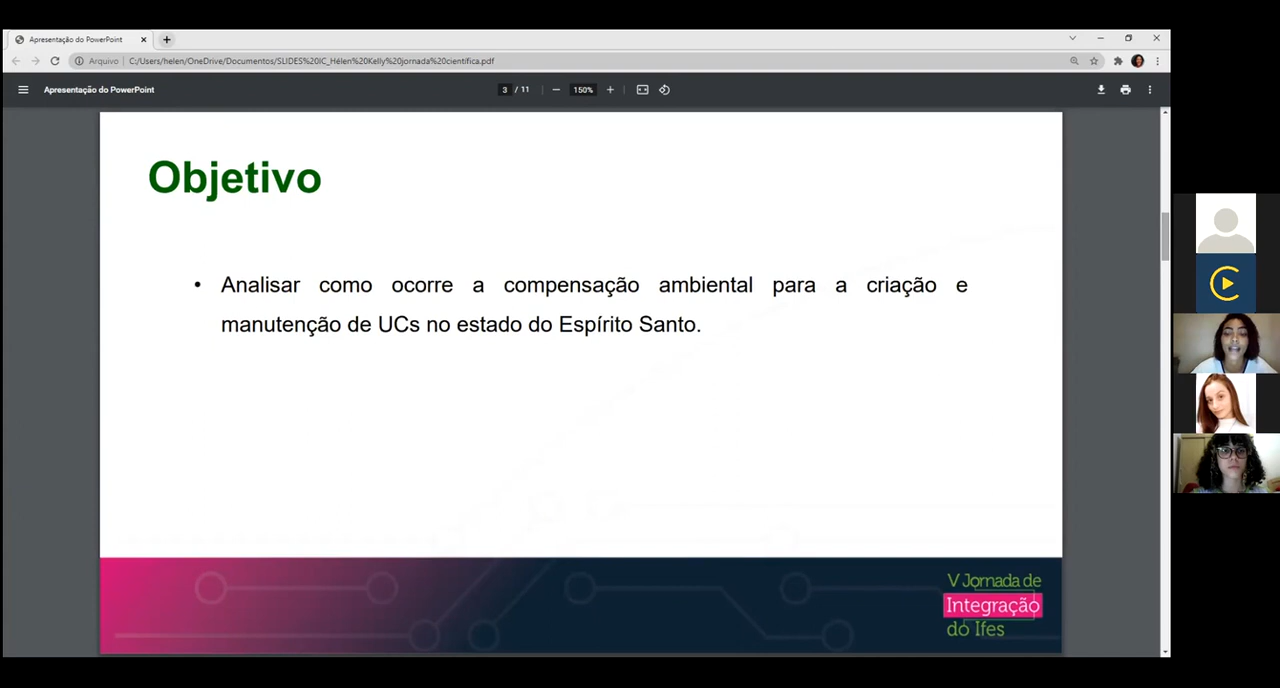 Apresentação do PowerPoint
Arquivo C:/Users/helen/OneDrive/Documentos/SLIDES%20IC_Hélen%20Kelly%20jornada%20científica.pdf
Apresentação do PowerPoint 3 / 11 150%
Objetivo
• Analisar como ocorre a compensação ambiental para a criação e
manutenção de UCs no estado do Espírito Santo.
V Jornada de
Integração
do Ifes